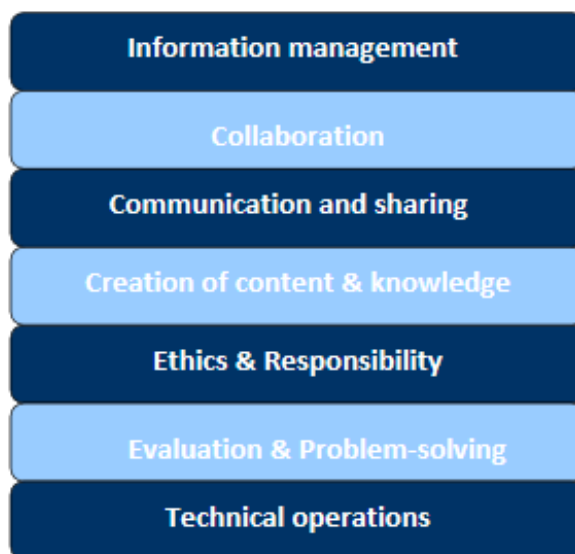 Information management
Collaboration
Communication and sharing
Creation of content & knowledge
Ethics & Responsibility
Evaluation & Problem-solving
Technical operations